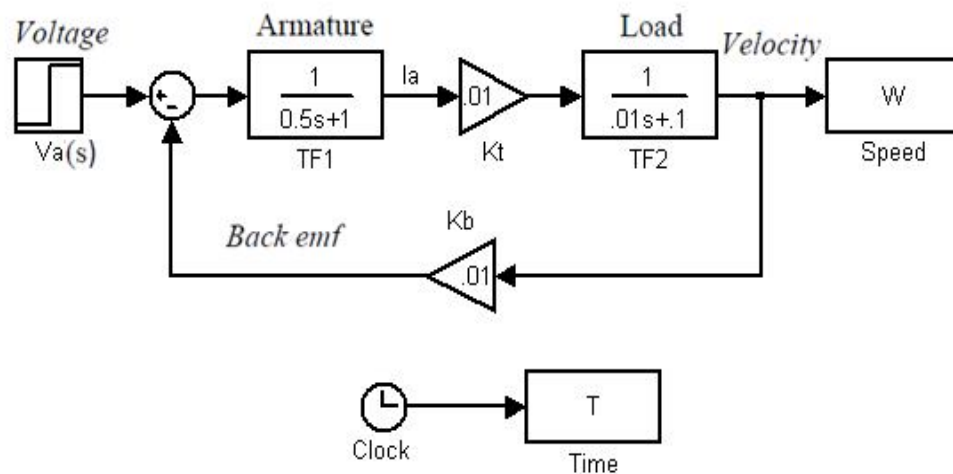 Voltage
Armature
Load
Velocity
+
-
1
0.5s+1
Ia
.01
1
.01s+.1
W
Va(s)
TF1
Kt
TF2
Speed
Back emf
Kb
.01
T
Clock
Time